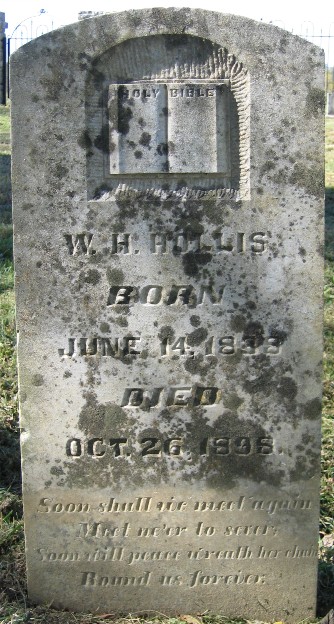 HOLY BIBLE
W. H. HOLLIS
BORN
JUNE 14, 1833
DIED
OCT. 26, 1898.
Soon shall we meet again
Meet ne'er to sever;
Soon will peace wreath her chain
Round us forever.